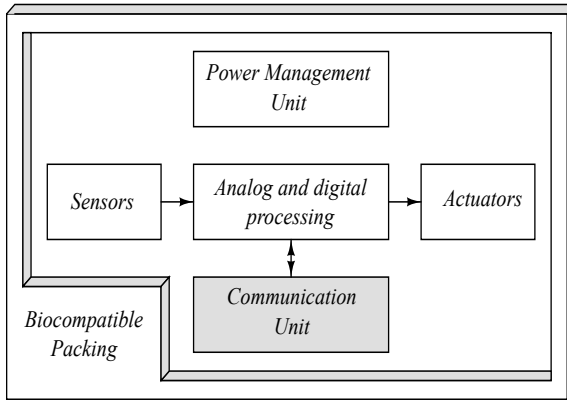 Power Management
Unit
Sensors
Analog and digital
processing
Actuators
Communication
Unit
Biocompatible
Packing